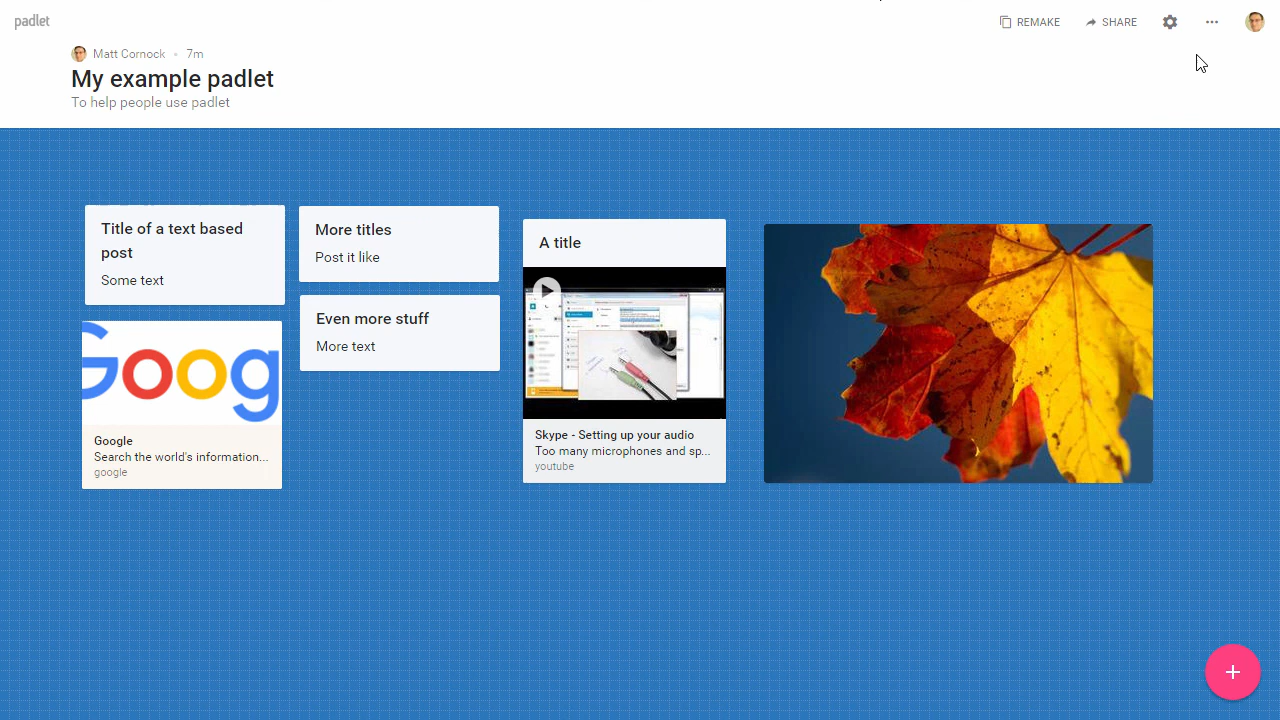 padlet
REMAKE
SHARE
Matt Cornock • 7m
My example padlet
To help people use padlet
Title of a text based
post
Some text
More titles
Post it like
Even more stuff
More text
A title
Goog
Google
Search the world's information...
google
Skype - Setting up your audio
Too many microphones and sp...
youtube